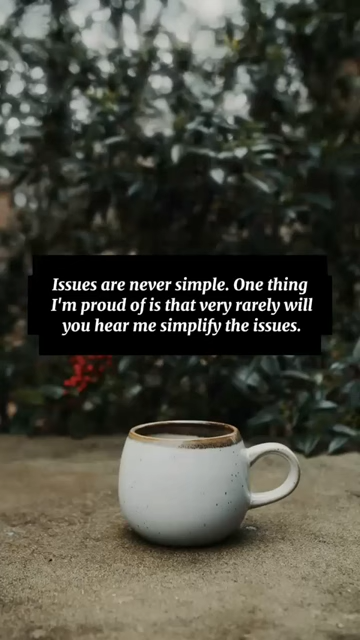 Issues are never simple. One thing
I'm proud of is that very rarely will
you hear me simplify the issues.